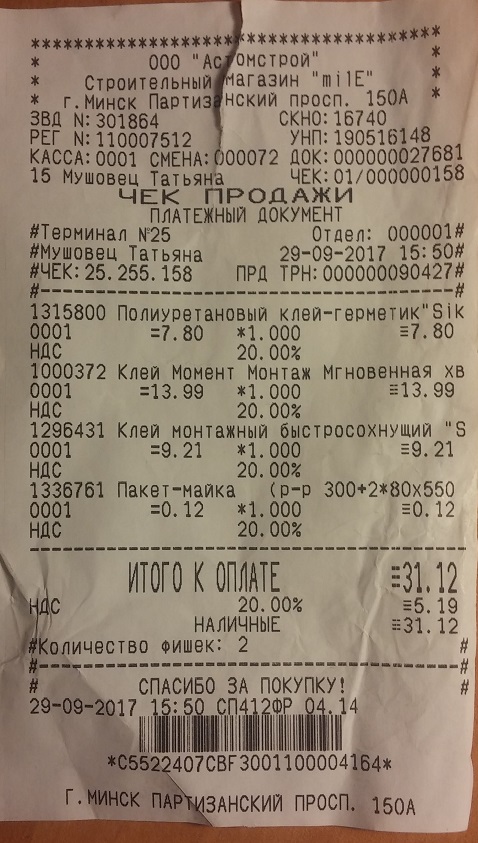 ****************************************
* ООО "Астомстрой" *
* Строительный магазин "milE" *
* г.Минск Партизанский просп. 150А *
ЗВД N:301864 СКНО:16740
РЕГ N:110007512 УНП:190516148
КАССА:0001 СМЕНА:000072 ДОК:000000027681
15 Мушовец Татьяна ЧЕК:01/000000158
ЧЕК ПРОДАЖИ
ПЛАТЕЖНЫЙ ДОКУМЕНТ
#Терминал №25 Отдел: 000001#
#Мушовец Татьяна 29-09-2017 15:50#
#ЧЕК:25.255.158 ПРД ТРН:0000000090427#
#--------------------------------------#
1315800 Полиуретановый клей-герметик"Sik
0001 =7.80 *1.000 ≡7.80
НДС 20.00%
1000372 Клей Момент Монтаж Мгновенная хв
0001 =13.99 *1.000 ≡13.99
НДС 20.00%
1296431 Клей монтажный быстросохнущий "S
0001 =9.21 *1.000 ≡9.21
НДС 20.00%
1336761 Пакет-майка (р-р 300+2*80х550
0001 =0.12 *1.000 ≡0.12
НДС 20.00%
----------------------------------------
ИТОГО К ОПЛАТЕ =31.12
НДС 20.00% =5.19
НАЛИЧНЫЕ ≡31.12
#Количество фишек: 2 #
#--------------------------------------#
# СПАСИБО ЗА ПОКУПКУ! #
29-09-2017 15:50 СП412ФР 04.14
*C5522407CBF3001100004164*
Г.МИНСК ПАРТИЗАНСКИЙ ПРОСП. 150А